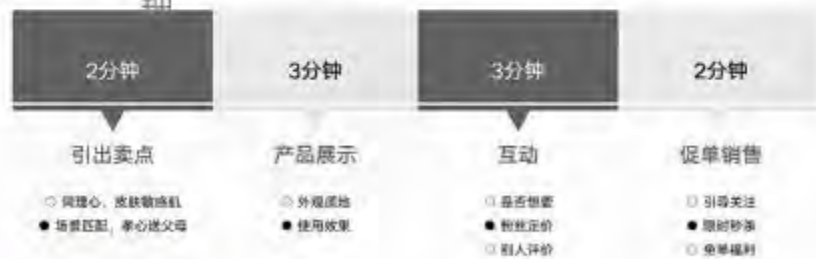 2分钟
3分钟
3分钟
2分钟
引出卖点
产品展示
互动
促单销售
同理心、皮肤敏感肌
场景匹配，孝心送父母
外观质地
使用效果
是否想要
粉丝定价
别人评价
引导关注
限时秒杀
免单福利